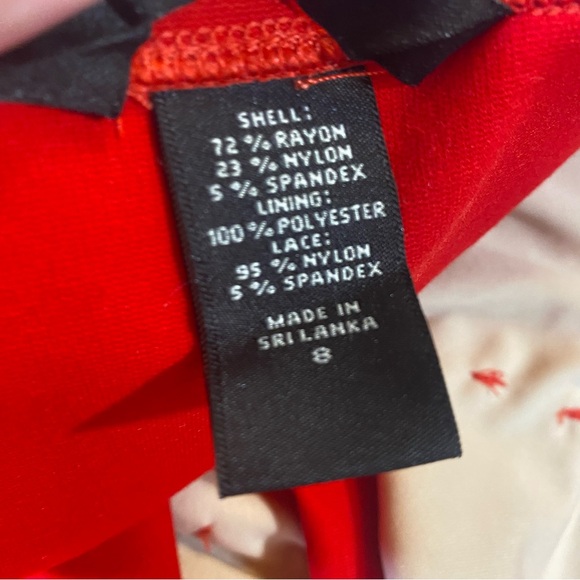 SHELL:
72 % RAYON
23 % NYLON
5 % SPANDEX
LINING:
100 % POLYESTER
LACE:
95 % NYLON
5 % SPANDEX
MADE IN
SRI LANKA
8